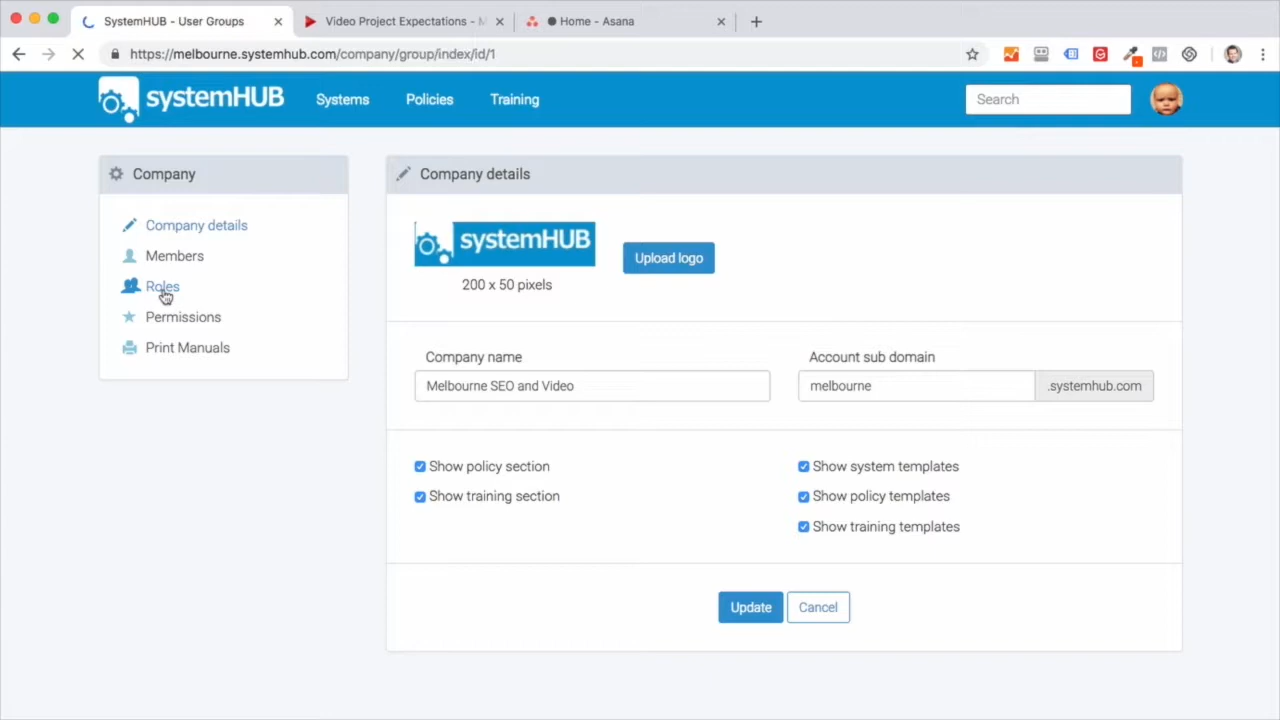 SystemHUB - User Groups
Video Project Expectations -
Home - Asana
https://melbourne.systemhub.com/company/group/index/id/1
systemHUB
Systems
Policies
Training
Search
Company
Company details
Members
Roles
Permissions
Print Manuals
Company details
systemHUB
200 x 50 pixels
Upload logo
Company name
Account sub domain
Melbourne SEO and Video
melbourne
.systemhub.com
Show policy section
Show system templates
Show training section
Show policy templates
Show training templates
Update
Cancel